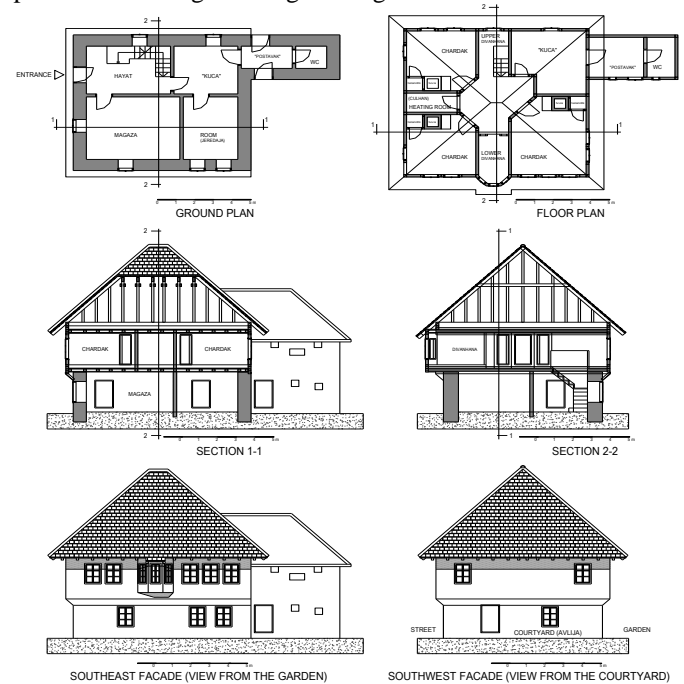 2
ENTRANCE
HAYAT
"KUCA"
"POSTAVAK"
WC
1
1
MAGAZA
ROOM
(JEREDAJA)
2
GROUND PLAN
2
UPPER
DIVANHANA
CHARDAK
"KUCA"
"POSTAVAK"
WC
(CULHAN)
HEATING ROOM
1
1
CHARDAK
LOWER
DIVANHANA
CHARDAK
2
FLOOR PLAN
2
CHARDAK
CHARDAK
MAGAZA
2
SECTION 1-1
1
DIVANHANA
1
SECTION 2-2
SOUTHEAST FACADE (VIEW FROM THE GARDEN)
STREET
COURTYARD (AVLIJA)
GARDEN
SOUTHWEST FACADE (VIEW FROM THE COURTYARD)